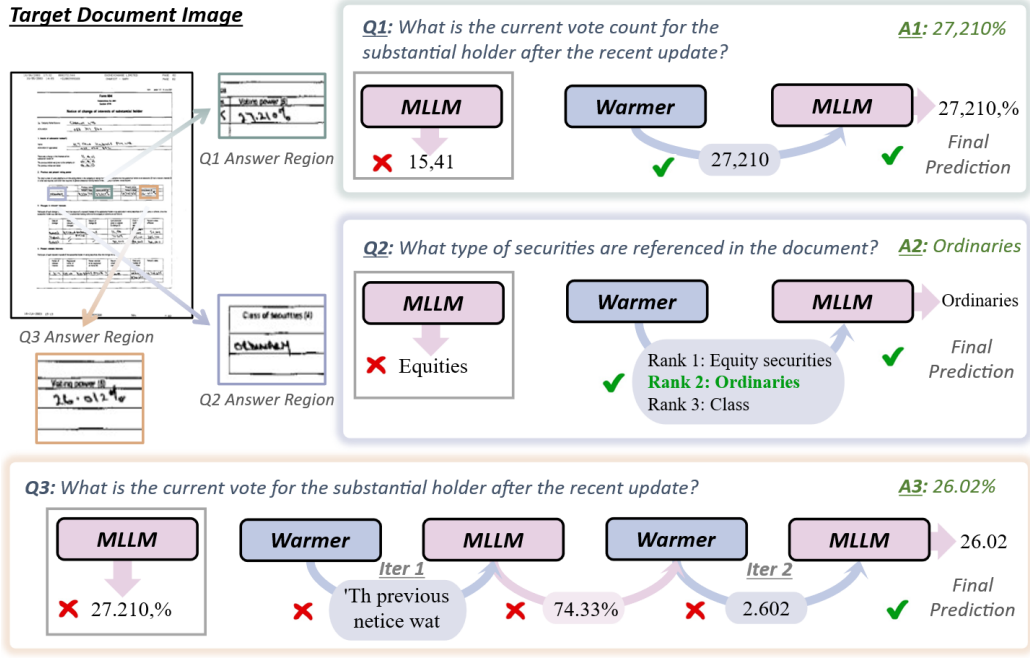 Target Document Image
Voting power (5)
27.210%
Q1 Answer Region
Class of securities (4)
ordinary
Q2 Answer Region
Q3 Answer Region
Voting power (5)
26.012%
Q1: What is the current vote count for the
substantial holder after the recent update?
A1: 27,210%
MLLM
15,41
Warmer
27,210
MLLM
27,210,%
Final
Prediction
Q2: What type of securities are referenced in the document?
A2: Ordinaries
MLLM
Equities
Warmer
Rank 1: Equity securities
Rank 2: Ordinaries
Rank 3: Class
MLLM
Ordinaries
Final
Prediction
Q3: What is the current vote for the substantial holder after the recent update?
A3: 26.02%
MLLM
27.210,%
Warmer
Iter 1
'Th previous
netice wat
MLLM
74.33%
Warmer
Iter 2
2.602
MLLM
26.02
Final
Prediction